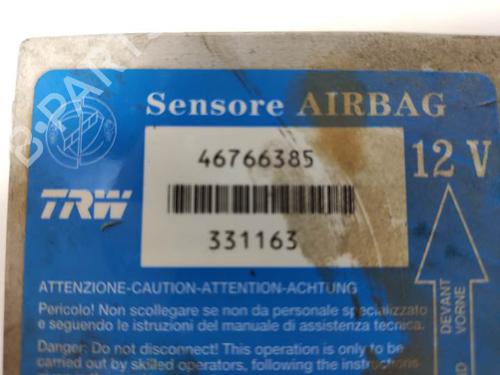 B-PARTS
Sensore AIRBAG
46766385
12 V
TRW
331163
ATTENZIONE-CAUTION-ATTENTION-ACHTUNG
Pericolo! Non scollegare se non da personale specializzato
e seguendo le istruzioni del manuale di assistenza tecnica.
Danger: Do not disconnect! This operation is only to be
carried out by skilled operators, following the instructions
DEVANT
VORNE